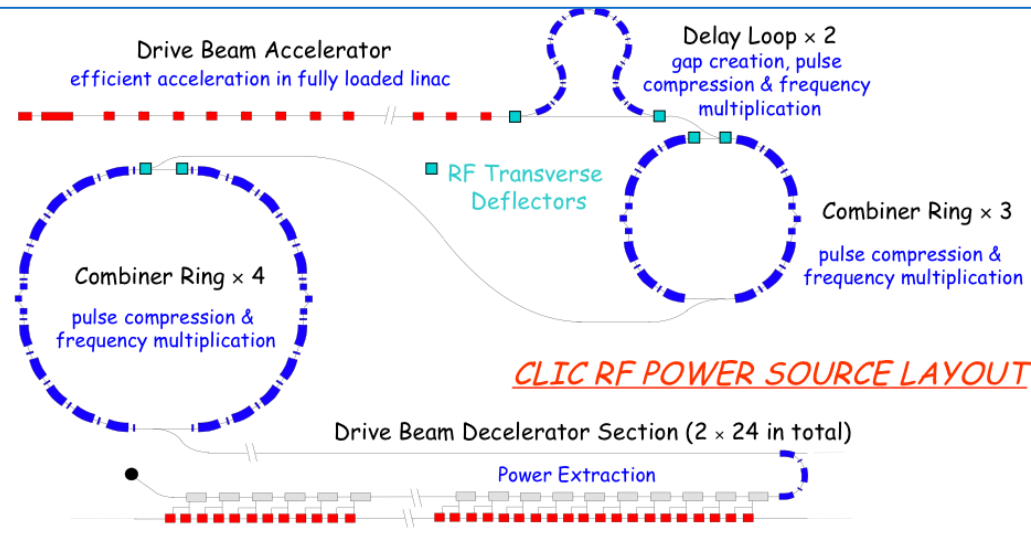 Drive Beam Accelerator
efficient acceleration in fully loaded linac
Delay Loop × 2
gap creation, pulse
compression & frequency
multiplication
RF Transverse
Deflectors
Combiner Ring × 3
pulse compression &
frequency multiplication
Combiner Ring × 4
pulse compression &
frequency multiplication
CLIC RF POWER SOURCE LAYOUT
Drive Beam Decelerator Section (2 × 24 in total)
Power Extraction